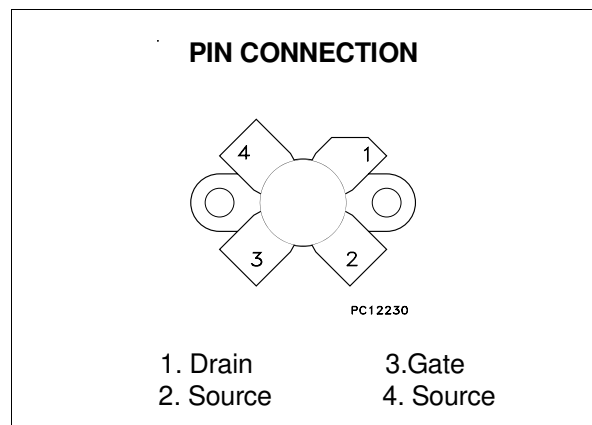 PIN CONNECTION
4 1
3 2
PC12230
1. Drain 3.Gate
2. Source 4. Source